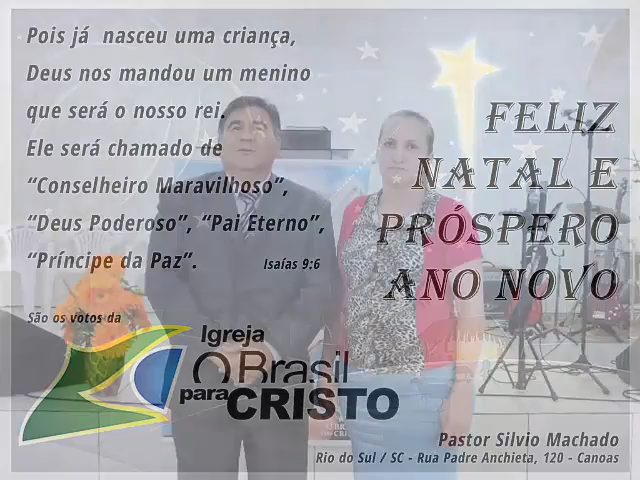 Pois já nasceu uma criança,
Deus nos mandou um menino
que será o nosso rei.
Ele será chamado de
“Conselheiro Maravilhoso”,
“Deus Poderoso”, “Pai Eterno”,
“Príncipe da Paz”.
Isaías 9:6
FELIZ
NATAL E
PRÓSPERO
ANO NOVO
São os votos da
Igreja
O Brasil
para CRISTO
Pastor Silvio Machado
Rio do Sul / SC - Rua Padre Anchieta, 120 - Canoas